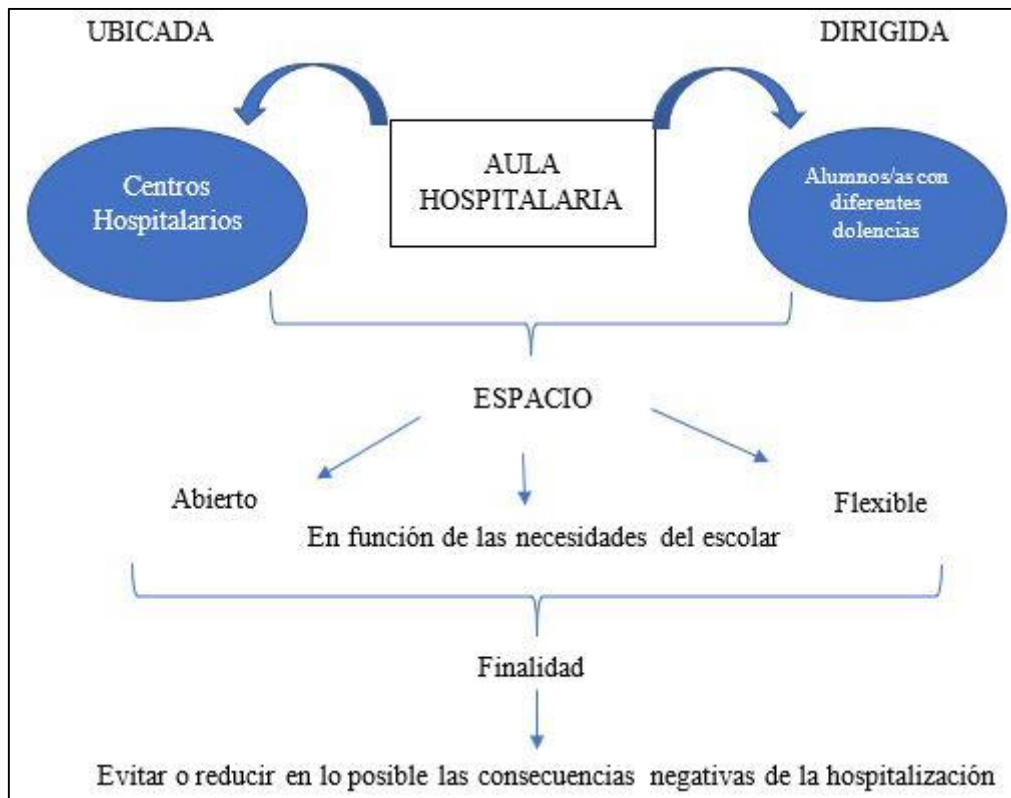 UBICADA
DIRIGIDA
AULA
HOSPITALARIA
Centros
Hospitalarios
Alumnos/as con
diferentes
dolencias
ESPACIO
Abierto
Flexible
En función de las necesidades del escolar
Finalidad
Evitar o reducir en lo posible las consecuencias negativas de la hospitalización